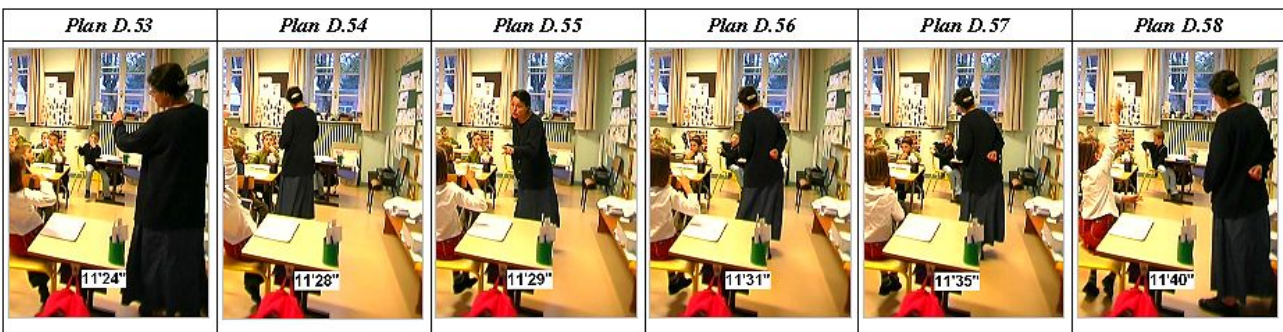 Plan D.53 Plan D.54 Plan D.55 Plan D.56 Plan D.57 Plan D.58
11'24" 11'28" 11'29" 11'31" 11'35" 11'40"